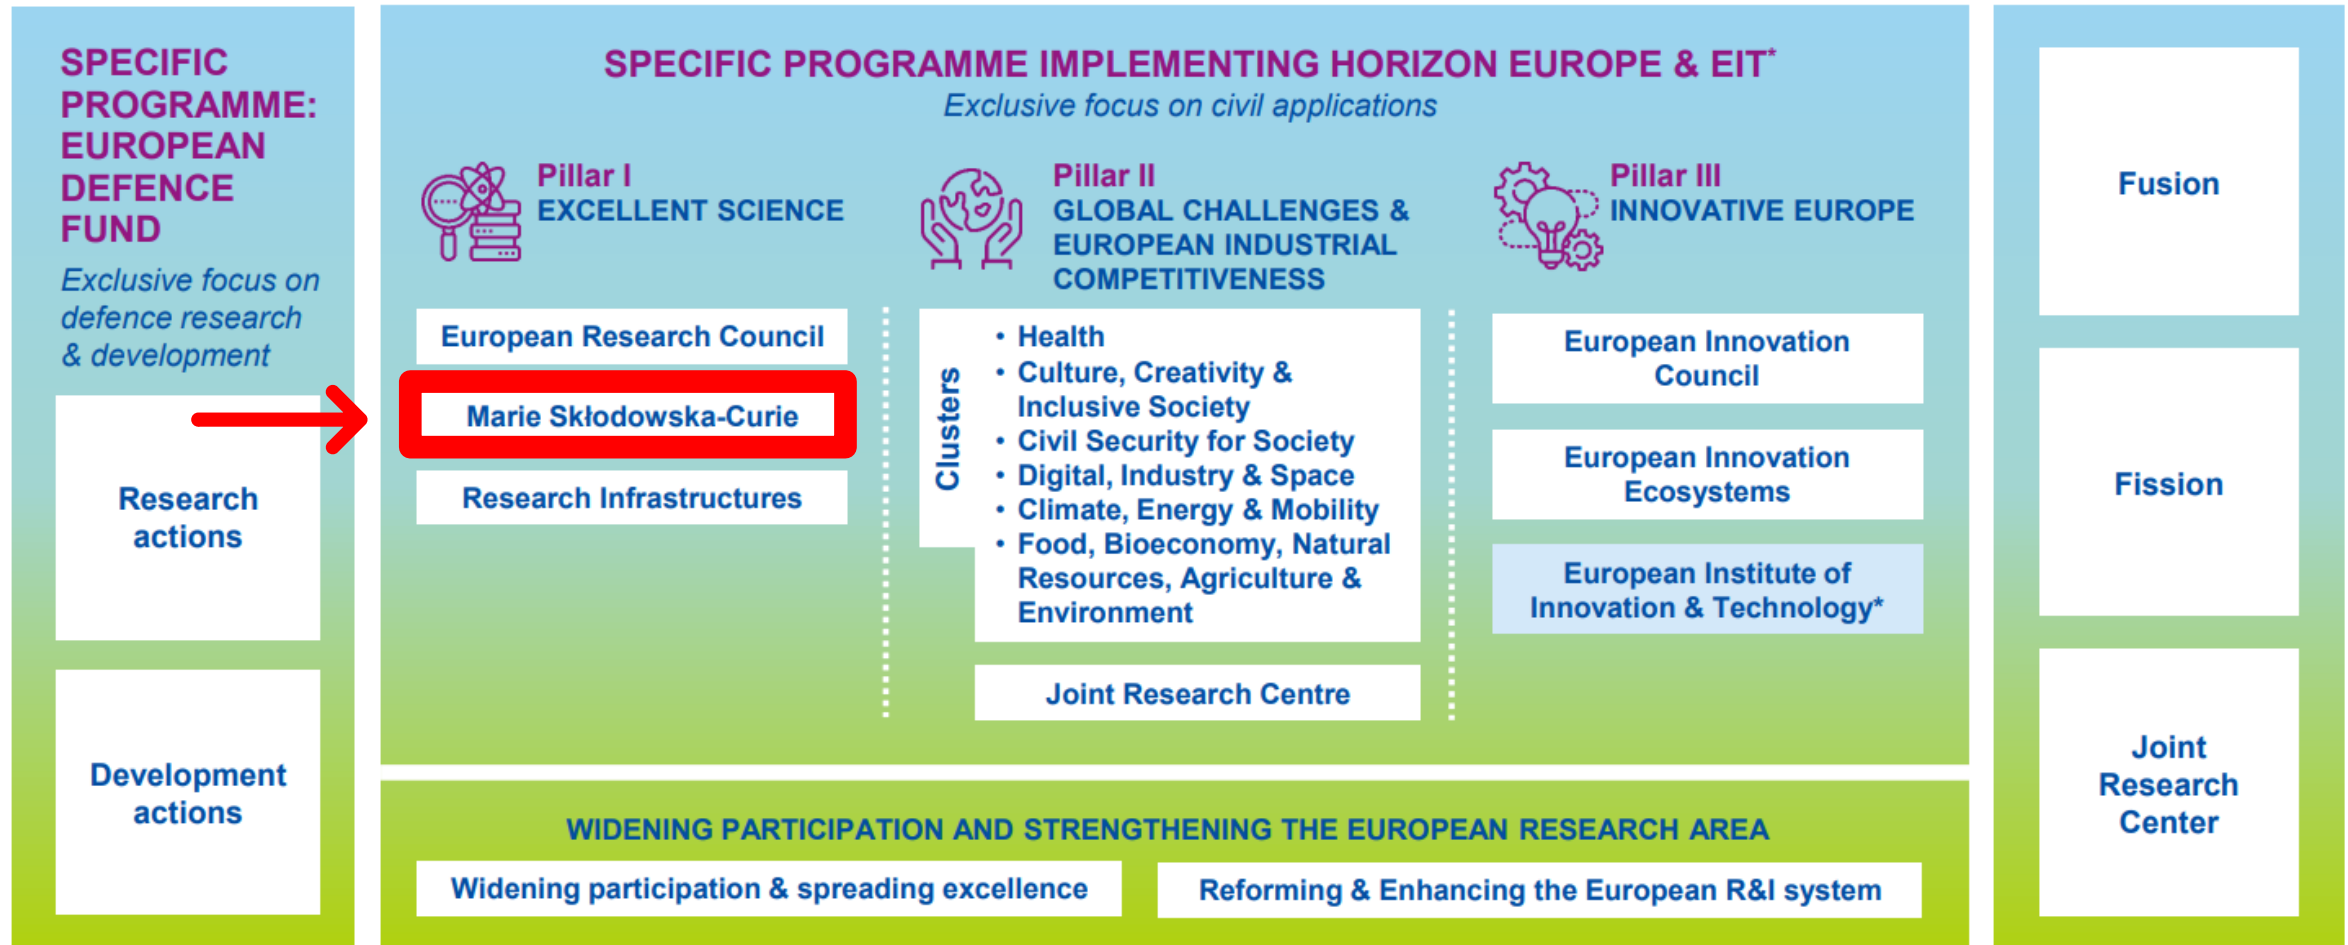 SPECIFIC
PROGRAMME:
EUROPEAN
DEFENCE
FUND
Exclusive focus on
defence research
& development
Research
actions
Development
actions
SPECIFIC PROGRAMME IMPLEMENTING HORIZON EUROPE & EIT*
Exclusive focus on civil applications
Pillar I
EXCELLENT SCIENCE
European Research Council
Marie Skłodowska-Curie
Research Infrastructures
Pillar II
GLOBAL CHALLENGES &
EUROPEAN INDUSTRIAL
COMPETITIVENESS
Clusters
• Health
• Culture, Creativity &
Inclusive Society
• Civil Security for Society
• Digital, Industry & Space
• Climate, Energy & Mobility
• Food, Bioeconomy, Natural
Resources, Agriculture &
Environment
Joint Research Centre
Pillar III
INNOVATIVE EUROPE
European Innovation
Council
European Innovation
Ecosystems
European Institute of
Innovation & Technology*
WIDENING PARTICIPATION AND STRENGTHENING THE EUROPEAN RESEARCH AREA
Widening participation & spreading excellence
Reforming & Enhancing the European R&I system
Fusion
Fission
Joint
Research
Center